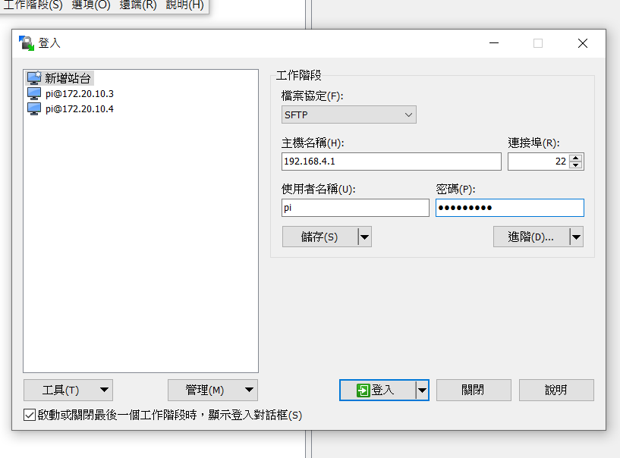 工作階段(S) 選項(O) 遠端(R) 說明(H)
登入
新增站台
pi@172.20.10.3
pi@172.20.10.4
工作階段
檔案協定(F):
SFTP
主機名稱(H): 連接埠(R):
192.168.4.1 22
使用者名稱(U): 密碼(P):
pi ●●●●●●●●●
儲存(S) 進階(D)...
工具(T) 管理(M) 登入 關閉 說明
啟動或關閉最後一個工作階段時，顯示登入對話框(S)